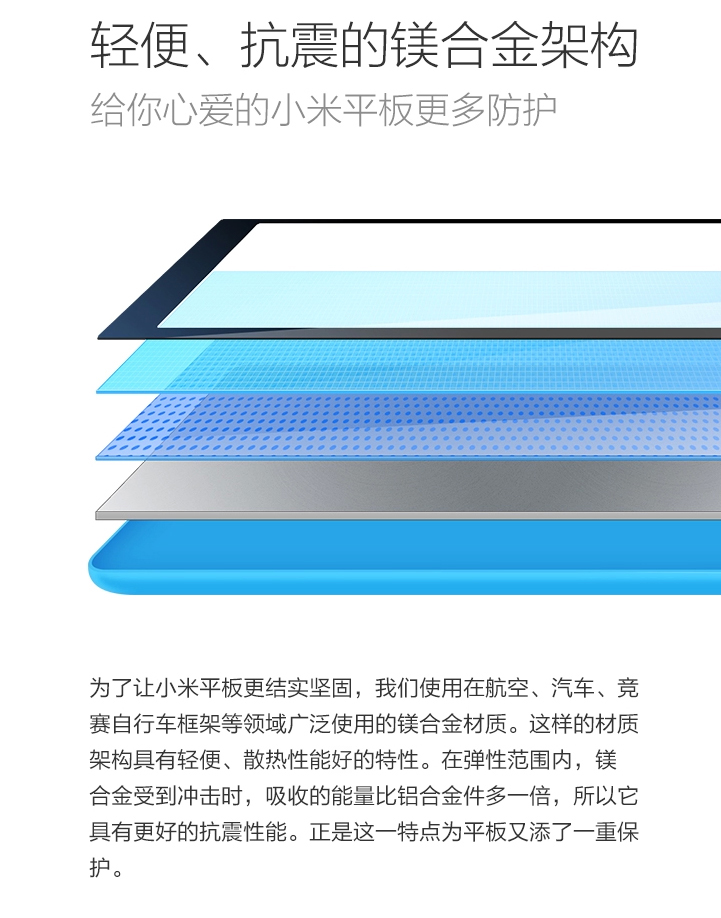 轻便、抗震的镁合金架构
给你心爱的小米平板更多防护
为了让小米平板更结实坚固，我们使用在航空、汽车、竞
赛自行车框架等领域广泛使用的镁合金材质。这样的材质
架构具有轻便、散热性能好的特性。在弹性范围内，镁
合金受到冲击时，吸收的能量比铝合金件多一倍，所以它
具有更好的抗震性能。正是这一特点为平板又添了一重保
护。